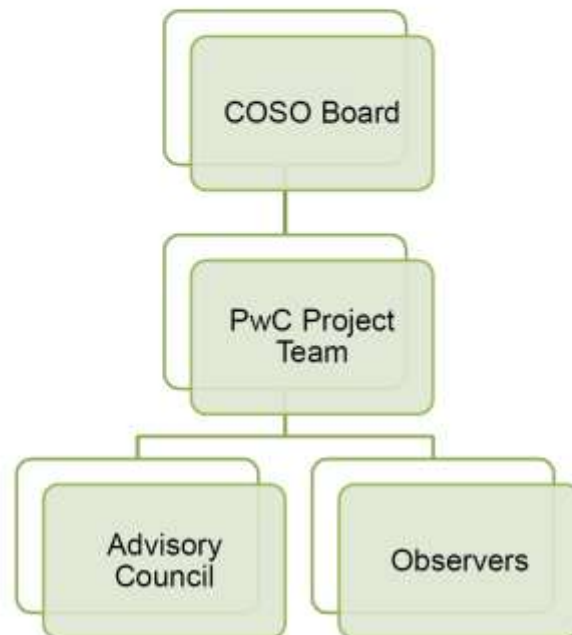 COSO Board
PwC Project
Team
Advisory
Council
Observers